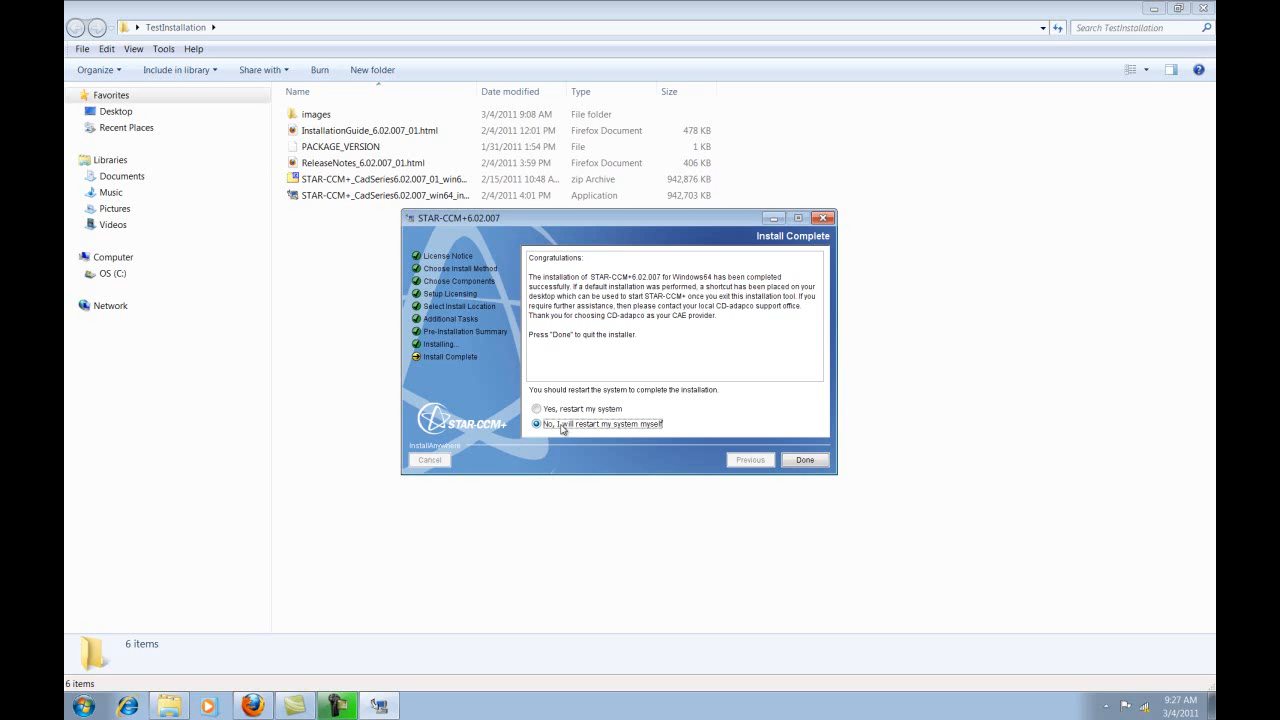 TestInstallation
Search TestInstallation
File Edit View Tools Help
Organize Include in library Share with Burn New folder
Name Date modified Type Size
Favorites
Desktop
Recent Places
Libraries
Documents
Music
Pictures
Videos
Computer
OS (C:)
Network
images 3/4/2011 9:08 AM File folder
InstallationGuide_6.02.007_01.html 2/4/2011 12:01 PM Firefox Document 478 KB
PACKAGE_VERSION 1/31/2011 1:54 PM File 1 KB
ReleaseNotes_6.02.007_01.html 2/4/2011 3:59 PM Firefox Document 406 KB
STAR-CCM+_CadSeries6.02.007_01_win6... 2/15/2011 10:48 A... zip Archive 942,876 KB
STAR-CCM+_CadSeries6.02.007_win64_in... 2/4/2011 4:01 PM Application 942,703 KB
STAR-CCM+6.02.007
Install Complete
License Notice
Choose Install Method
Choose Components
Setup Licensing
Select Install Location
Additional Tasks
Pre-Installation Summary
Installing...
Install Complete
STAR-CCM+
Congratulations:
The installation of STAR-CCM+6.02.007 for Windows64 has been completed
successfully. If a default installation was performed, a shortcut has been placed on your
desktop which can be used to start STAR-CCM+ once you exit this installation tool. If you
require further assistance, then please contact your local CD-adapco support office.
Thank you for choosing CD-adapco as your CAE provider.
Press "Done" to quit the installer.
You should restart the system to complete the installation.
Yes, restart my system
No, I will restart my system myself
InstallAnywhere
Cancel Previous Done
6 items
6 items
9:27 AM
3/4/2011